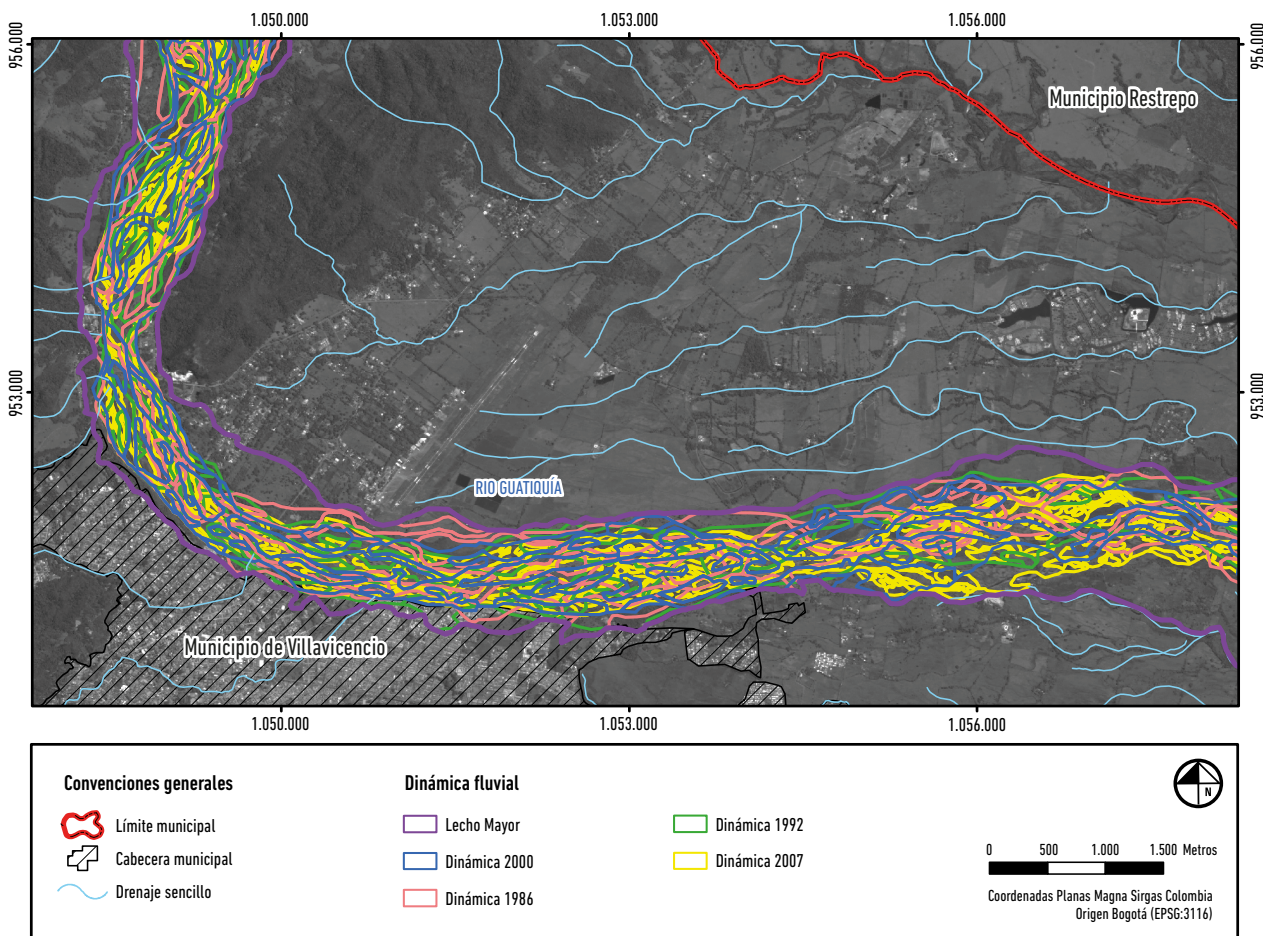 1.050.000
1.053.000
1.056.000
956.000
956.000
Municipio Restrepo
953.000
953.000
RIO GUATIQUÍA
Municipio de Villavicencio
1.050.000
1.053.000
1.056.000
Convenciones generales
Límite municipal
Cabecera municipal
Drenaje sencillo
Dinámica fluvial
Lecho Mayor
Dinámica 2000
Dinámica 1986
Dinámica 1992
Dinámica 2007
N
0 500 1.000 1.500 Metros
Coordenadas Planas Magna Sirgas Colombia
Origen Bogotá (EPSG:3116)